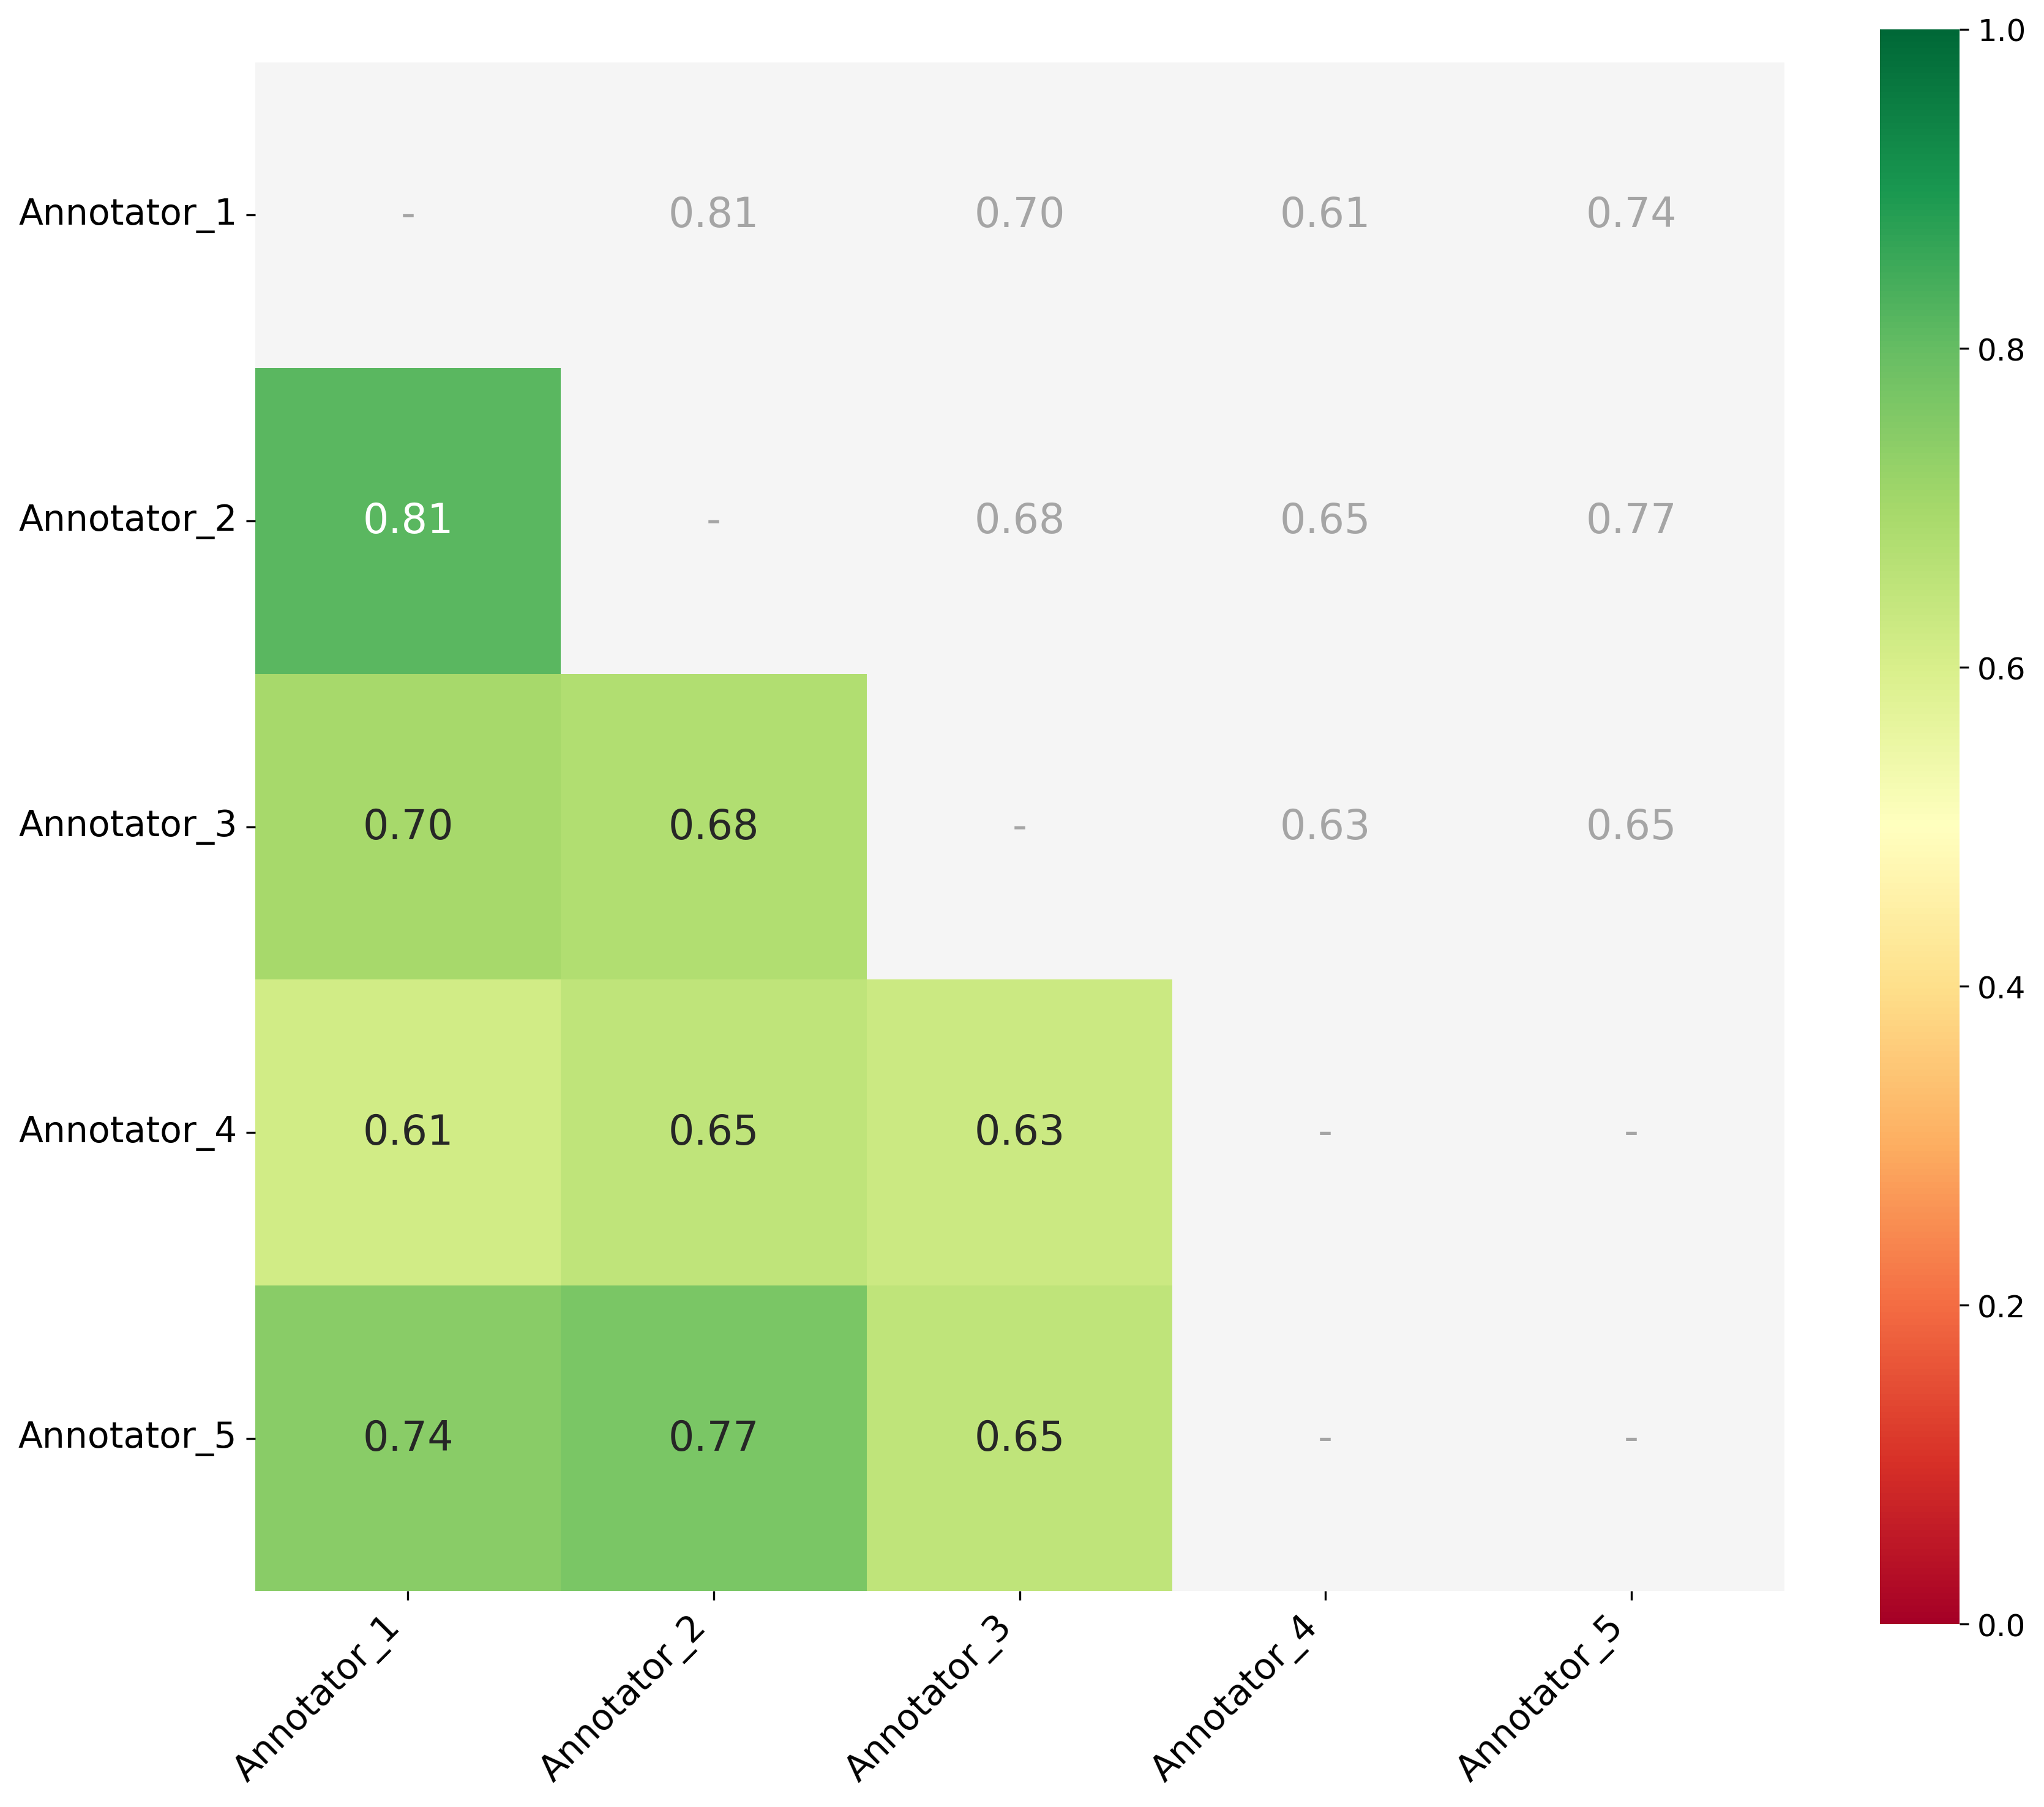 1.0
Annotator_1 - 0.81 0.70 0.61 0.74
0.8
Annotator_2 0.81 - 0.68 0.65 0.77
0.6
Annotator_3 0.70 0.68 - 0.63 0.65
0.4
Annotator_4 0.61 0.65 0.63 - -
0.2
Annotator_5 0.74 0.77 0.65 - -
0.0
Annotator_1 Annotator_2 Annotator_3 Annotator_4 Annotator_5